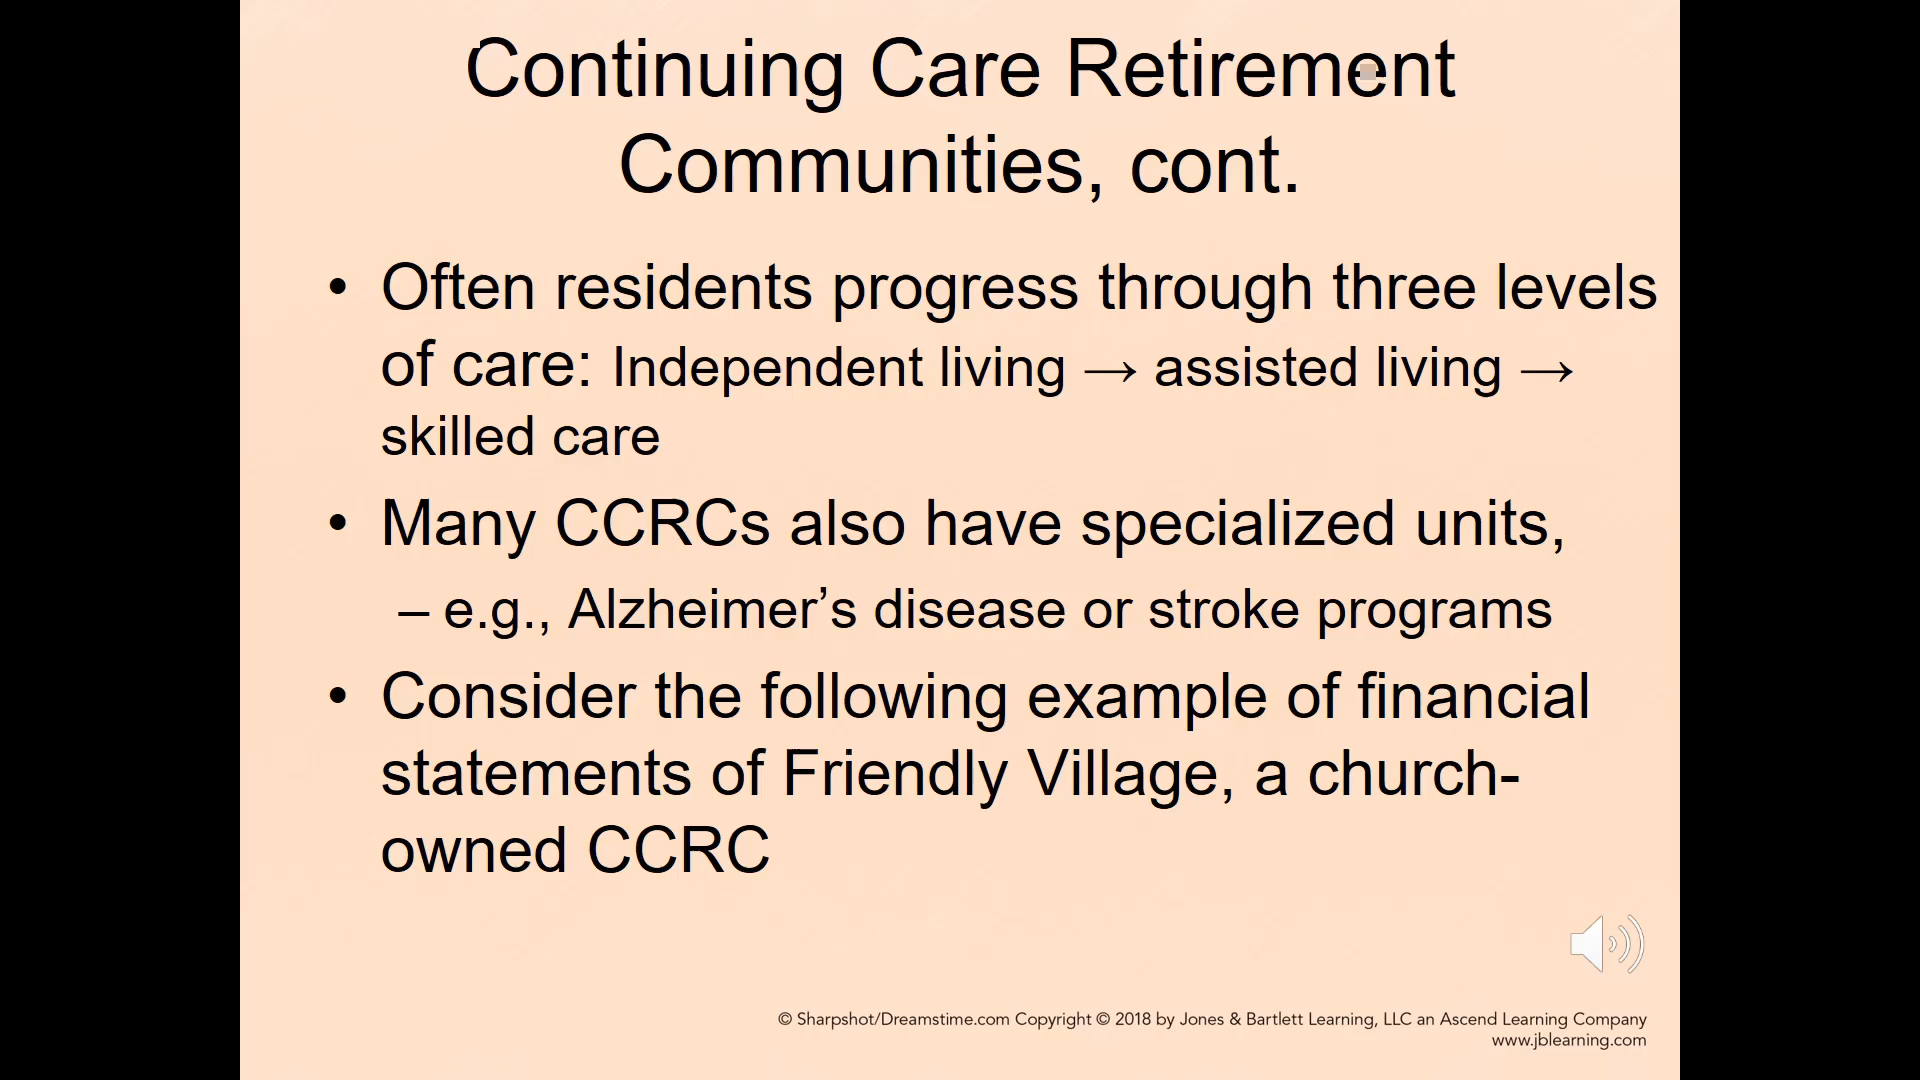 Continuing Care Retirement
Communities, cont.
• Often residents progress through three levels
of care: Independent living → assisted living →
skilled care
• Many CCRCs also have specialized units,
– e.g., Alzheimer’s disease or stroke programs
• Consider the following example of financial
statements of Friendly Village, a church-
owned CCRC
© Sharpshot/Dreamstime.com Copyright © 2018 by Jones & Bartlett Learning, LLC an Ascend Learning Company
www.jblearning.com